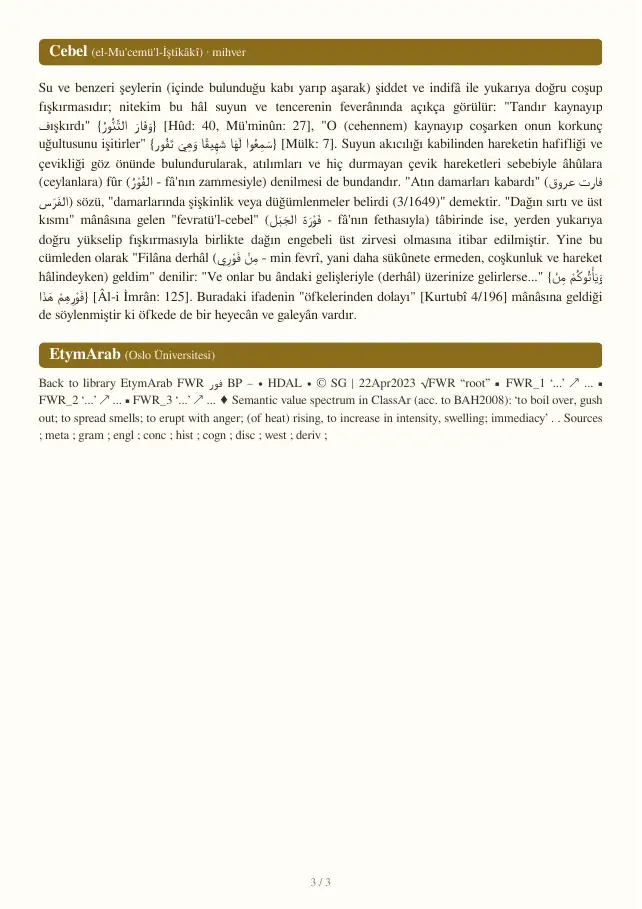 Cebel (el-Mu'cemü'l-İştikâkî) · mihver
Su ve benzeri şeylerin (içinde bulunduğu kabı yarıp aşarak) şiddet ve indifâ ile yukarıya doğru coşup
fışkırmasıdır; nitekim bu hâl suyun ve tencerenin feverânında açıkça görülür: "Tandır kaynayıp
فışkırdı" {وَفَارَ التَّنُّورُ} [Hûd: 40, Mü'minûn: 27], "O (cehennem) kaynayıp coşarken onun korkunç
uğultusunu işitirler" {سَمِعُوا لَهَا شَهِيقًا وَهِيَ تَفُور} [Mülk: 7]. Suyun akıcılığı kabilinden hareketin hafifliği ve
çevikliği göz önünde bulundurularak, atılımları ve hiç durmayan çevik hareketleri sebebiyle âhûlara
(ceylanlara) fûr (الفُوْرُ - fâ'nın zammesiyle) denilmesi de bundandır. "Atın damarları kabardı" (فارت عروق
الفَرَس) sözü, "damarlarında şişkinlik veya düğümlenmeler belirdi (3/1649)" demektir. "Dağın sırtı ve üst
kısmı" mânâsına gelen "fevratü'l-cebel" (فَوْرَة الجَبَل - fâ'nın fethasıyla) tâbirinde ise, yerden yukarıya
doğru yükselip fışkırmasıyla birlikte dağın engebeli üst zirvesi olmasına itibar edilmiştir. Yine bu
cümleden olarak "Filâna derhâl (مِنْ فَوْرِي - min fevrî, yani daha sükûnete ermeden, coşkunluk ve hareket
hâlindeyken) geldim" denilir: "Ve onlar bu ândaki gelişleriyle (derhâl) üzerinize gelirlerse..." {وَيَأْتُوكُمْ مِنْ
فَوْرِهِمْ هَذَا} [Âl-i İmrân: 125]. Buradaki ifadenin "öfkelerinden dolayı" [Kurtubî 4/196] mânâsına geldiği
de söylenmiştir ki öfkede de bir heyecân ve galeyân vardır.
EtymArab (Oslo Üniversitesi)
Back to library EtymArab FWR فور BP – • HDAL • © SG | 22Apr2023 √FWR “root” ▪ FWR_1 ‘...’ ↗ ... ▪
FWR_2 ‘...’ ↗ ... ▪ FWR_3 ‘...’ ↗ ... ♦ Semantic value spectrum in ClassAr (acc. to BAH2008): ‘to boil over, gush
out; to spread smells; to erupt with anger; (of heat) rising, to increase in intensity, swelling; immediacy’ . . Sources
; meta ; gram ; engl ; conc ; hist ; cogn ; disc ; west ; deriv ;
3 / 3